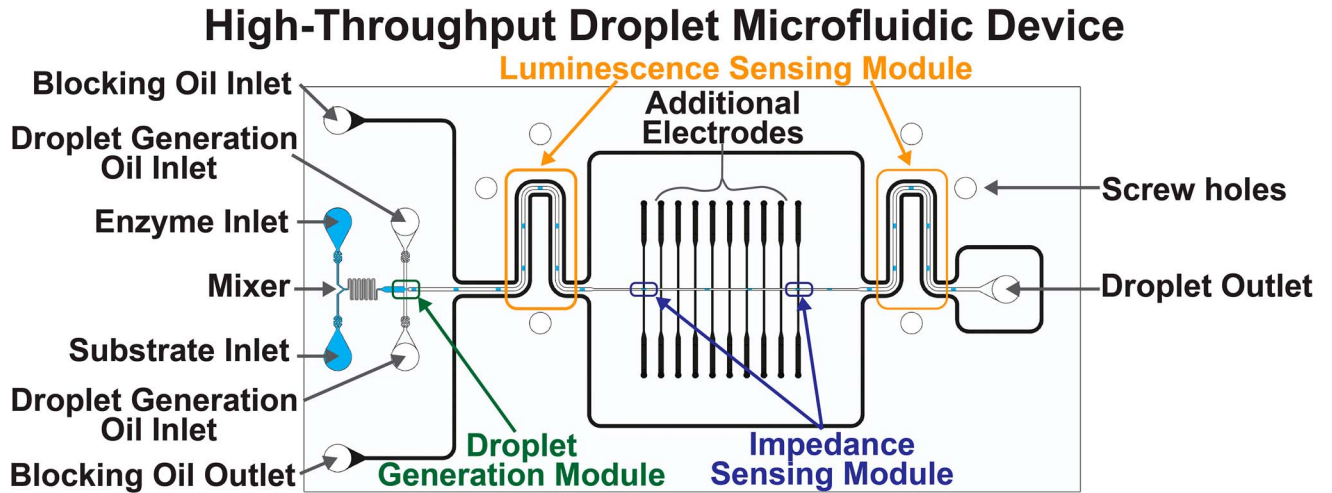 High-Throughput Droplet Microfluidic Device
Luminescence Sensing Module
Blocking Oil Inlet
Additional
Electrodes
Droplet Generation
Oil Inlet
Screw holes
Enzyme Inlet
Mixer
Droplet Outlet
Substrate Inlet
Droplet Generation
Oil Inlet
Droplet
Generation Module
Impedance
Sensing Module
Blocking Oil Outlet